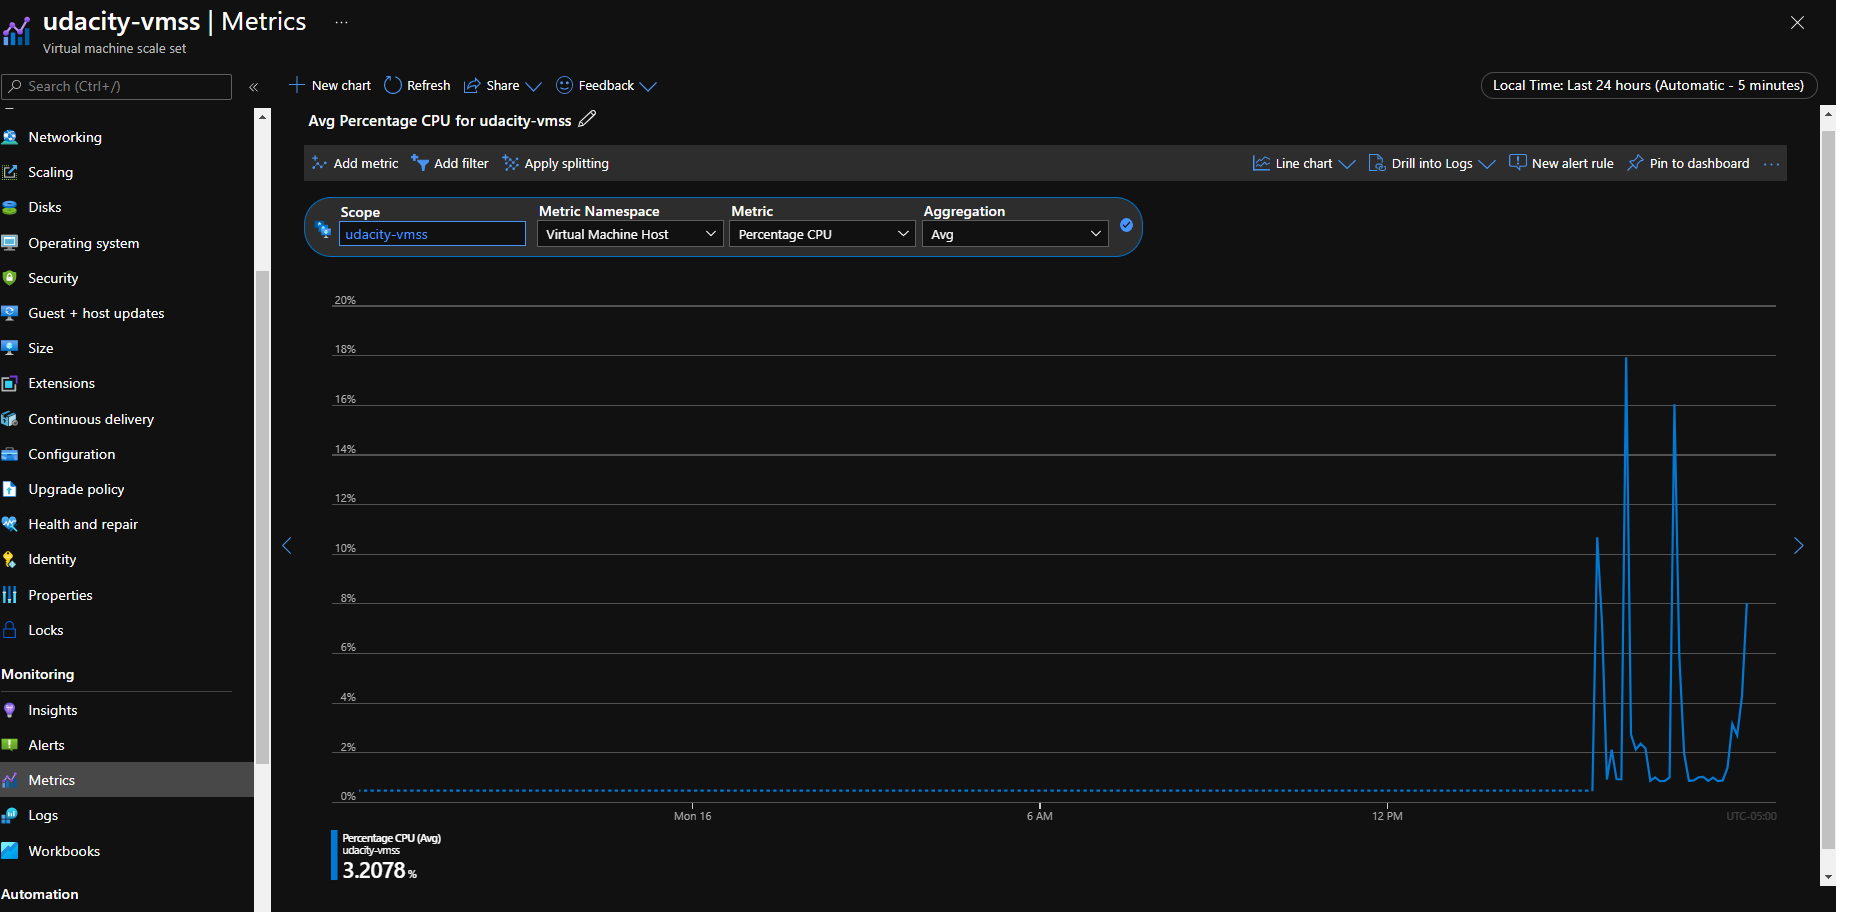 udacity-vmss | Metrics ...
Virtual machine scale set
Search (Ctrl+/)
«
New chart
Refresh
Share
Feedback
Local Time: Last 24 hours (Automatic - 5 minutes)
Avg Percentage CPU for udacity-vmss
Add metric
Add filter
Apply splitting
Line chart
Drill into Logs
New alert rule
Pin to dashboard
...
Scope
udacity-vmss
Metric Namespace
Virtual Machine Host
Metric
Percentage CPU
Aggregation
Avg
Networking
Scaling
Disks
Operating system
Security
Guest + host updates
Size
Extensions
Continuous delivery
Configuration
Upgrade policy
Health and repair
Identity
Properties
Locks
Monitoring
Insights
Alerts
Metrics
Logs
Workbooks
Automation
20%
18%
16%
14%
12%
10%
8%
6%
4%
2%
0%
Mon 16
6 AM
12 PM
UTC-05:00
Percentage CPU (Avg)
udacity-vmss
3.2078 %